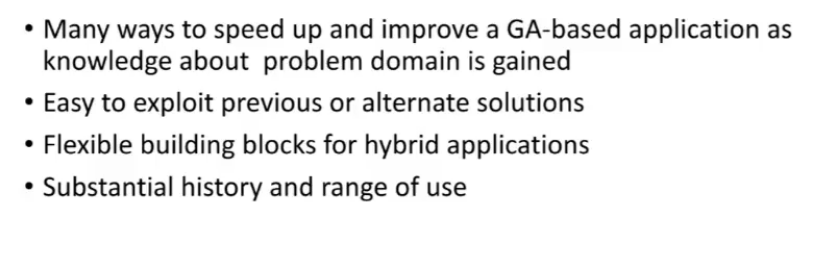 • Many ways to speed up and improve a GA-based application as
knowledge about problem domain is gained
• Easy to exploit previous or alternate solutions
• Flexible building blocks for hybrid applications
• Substantial history and range of use